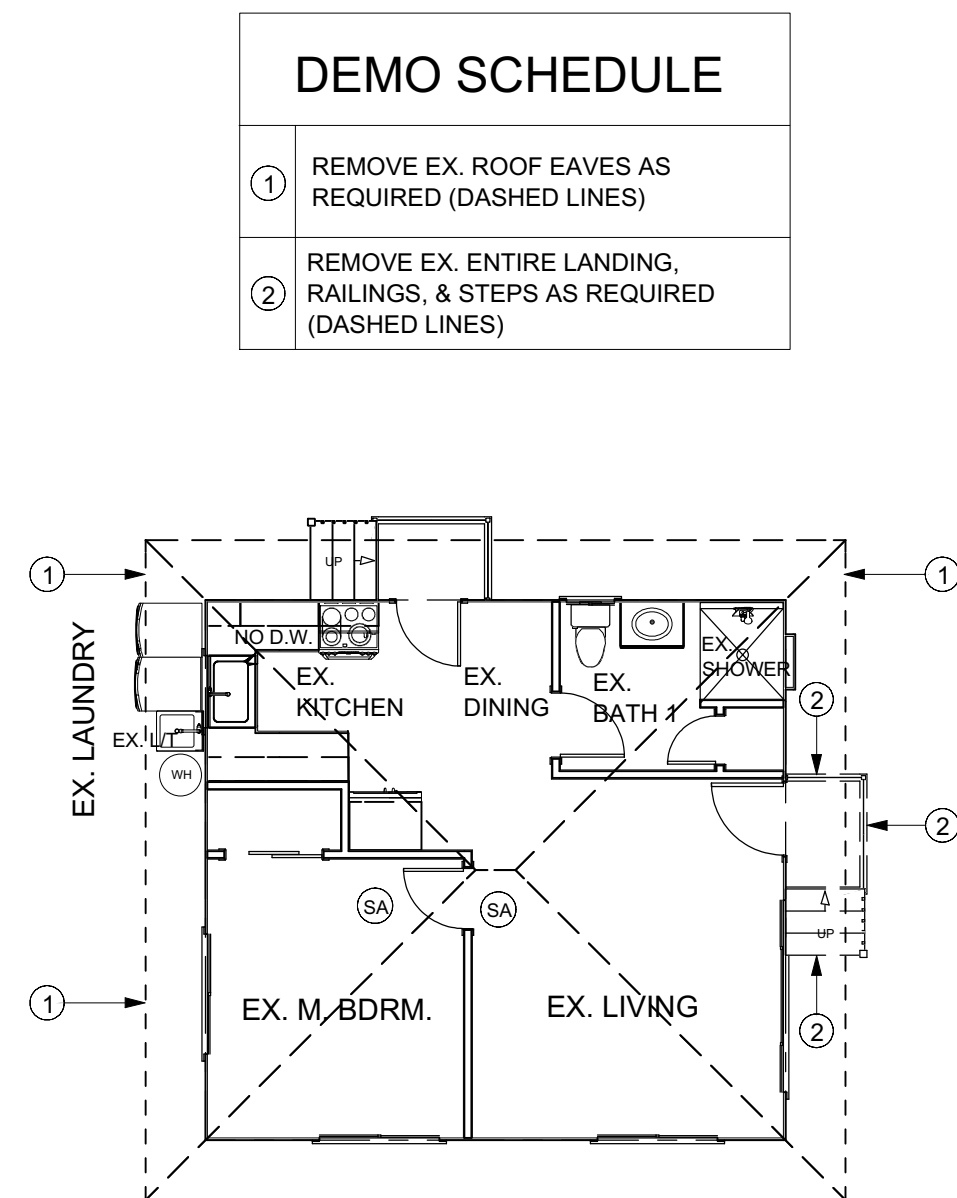 DEMO SCHEDULE
1
REMOVE EX. ROOF EAVES AS
REQUIRED (DASHED LINES)
2
REMOVE EX. ENTIRE LANDING,
RAILINGS, & STEPS AS REQUIRED
(DASHED LINES)
UP
1
1
NO D.W.
EX.
KITCHEN
EX.
DINING
EX.
BATH 1
EX.
SHOWER
EX. LAUNDRY
EX. LT
WH
2
2
SA
SA
UP
1
EX. M. BDRM.
EX. LIVING
2